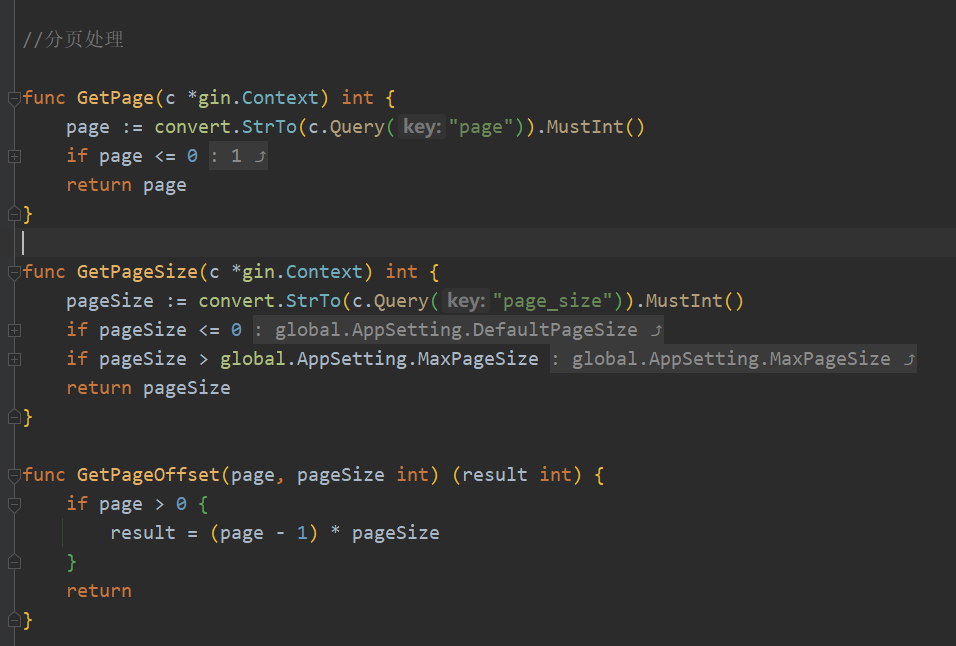 //分页处理
func GetPage(c *gin.Context) int {
    page := convert.StrTo(c.Query( key: "page")).MustInt()
    if page <= 0 : 1 ⤴
    return page
}
func GetPageSize(c *gin.Context) int {
    pageSize := convert.StrTo(c.Query( key: "page_size")).MustInt()
    if pageSize <= 0 : global.AppSetting.DefaultPageSize ⤴
    if pageSize > global.AppSetting.MaxPageSize : global.AppSetting.MaxPageSize ⤴
    return pageSize
}
func GetPageOffset(page, pageSize int) (result int) {
    if page > 0 {
        result = (page - 1) * pageSize
    }
    return
}